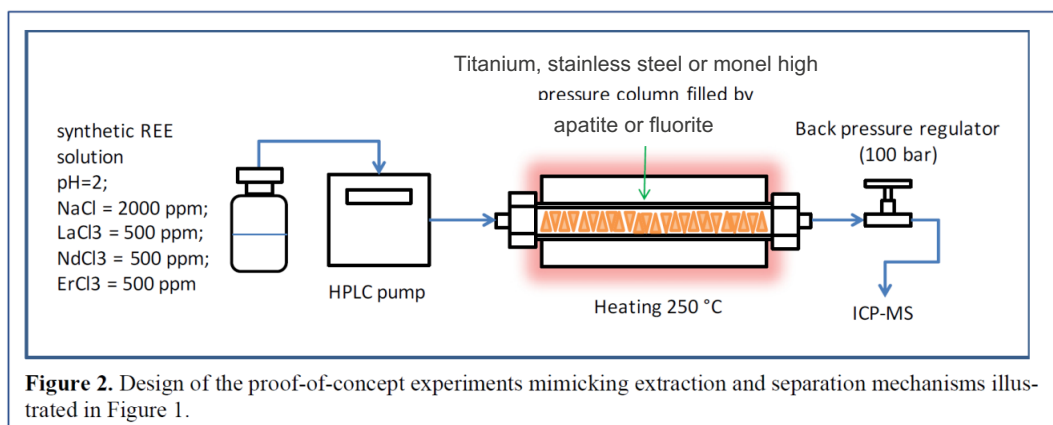 Titanium, stainless steel or monel high
pressure column filled by
apatite or fluorite
synthetic REE
solution
pH=2;
NaCl = 2000 ppm;
LaCl3 = 500 ppm;
NdCl3 = 500 ppm;
ErCl3 = 500 ppm
HPLC pump
Heating 250 °C
Back pressure regulator
(100 bar)
ICP-MS
Figure 2. Design of the proof-of-concept experiments mimicking extraction and separation mechanisms illus-
trated in Figure 1.